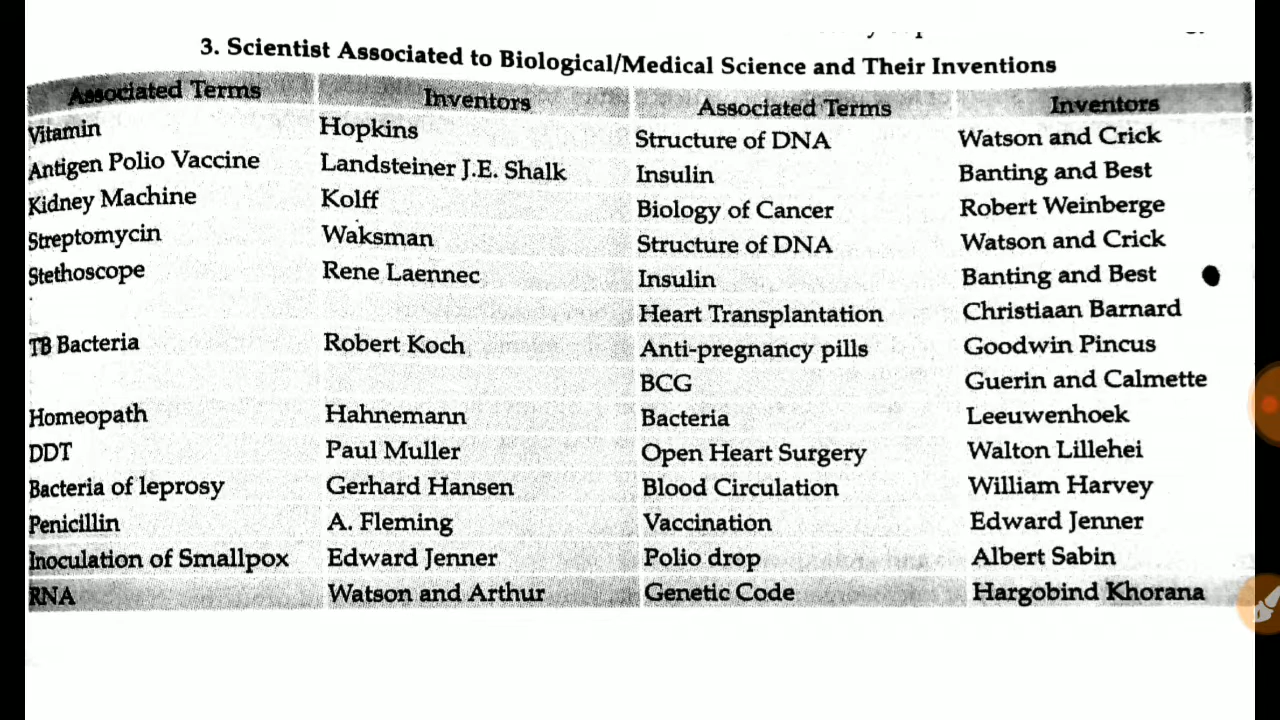 3. Scientist Associated to Biological/Medical Science and Their Inventions
Associated Terms Inventors Associated Terms Inventors
Vitamin Hopkins Structure of DNA Watson and Crick
Antigen Polio Vaccine Landsteiner J.E. Shalk Insulin Banting and Best
Kidney Machine Kolff Biology of Cancer Robert Weinberge
Streptomycin Waksman Structure of DNA Watson and Crick
Stethoscope Rene Laennec Insulin Banting and Best
Heart Transplantation Christiaan Barnard
TB Bacteria Robert Koch Anti-pregnancy pills Goodwin Pincus
BCG Guerin and Calmette
Homeopath Hahnemann Bacteria Leeuwenhoek
DDT Paul Muller Open Heart Surgery Walton Lillehei
Bacteria of leprosy Gerhard Hansen Blood Circulation William Harvey
Penicillin A. Fleming Vaccination Edward Jenner
Inoculation of Smallpox Edward Jenner Polio drop Albert Sabin
RNA Watson and Arthur Genetic Code Hargobind Khorana